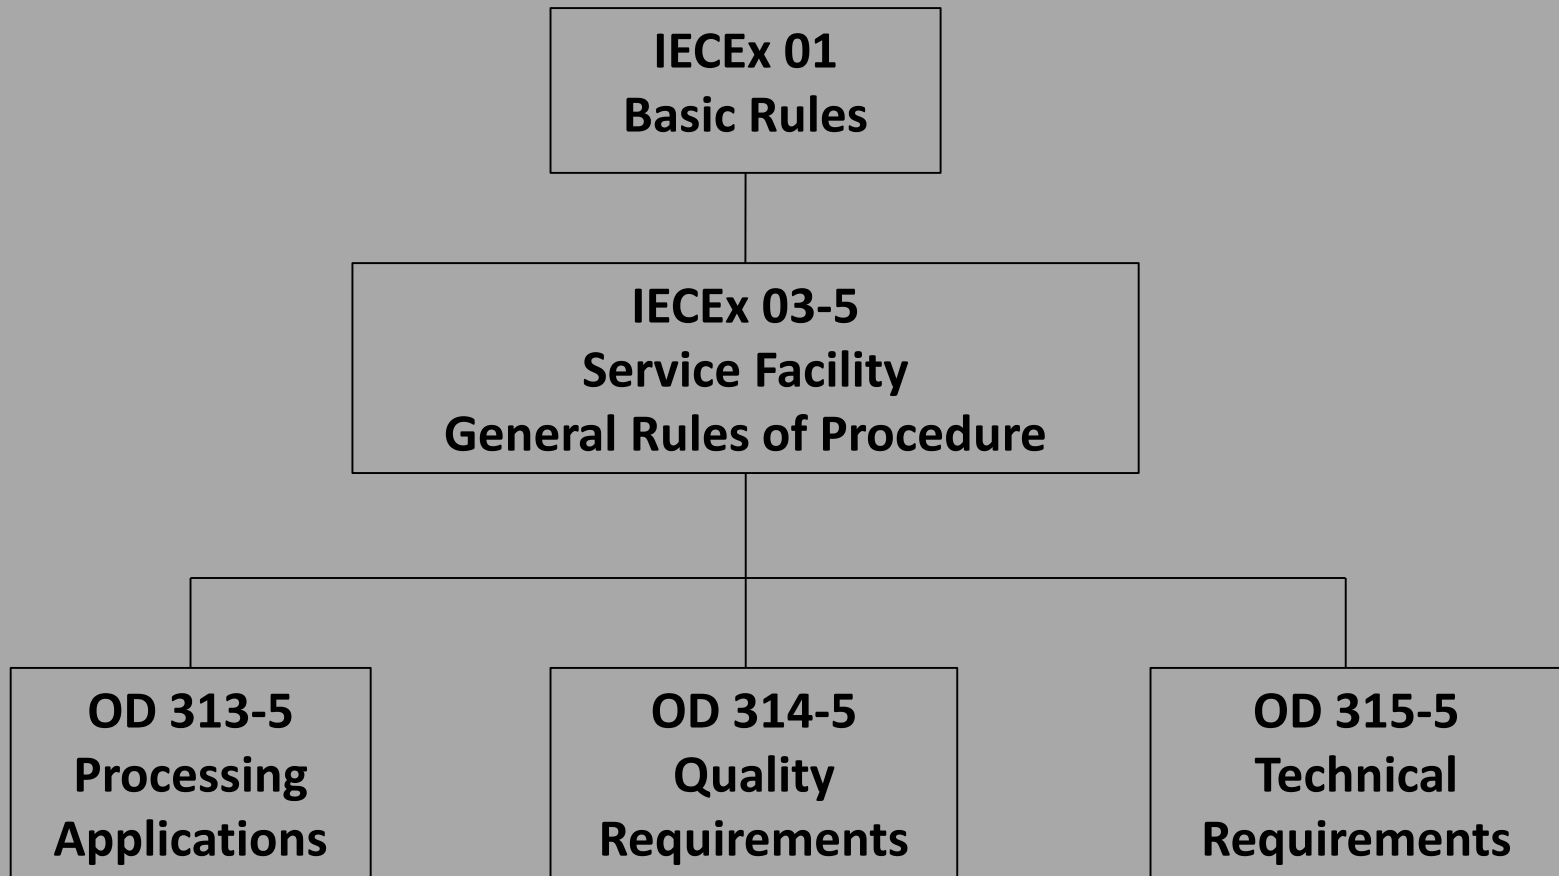 IECEx 01
Basic Rules
IECEx 03-5
Service Facility
General Rules of Procedure
OD 313-5
Processing
Applications
OD 314-5
Quality
Requirements
OD 315-5
Technical
Requirements